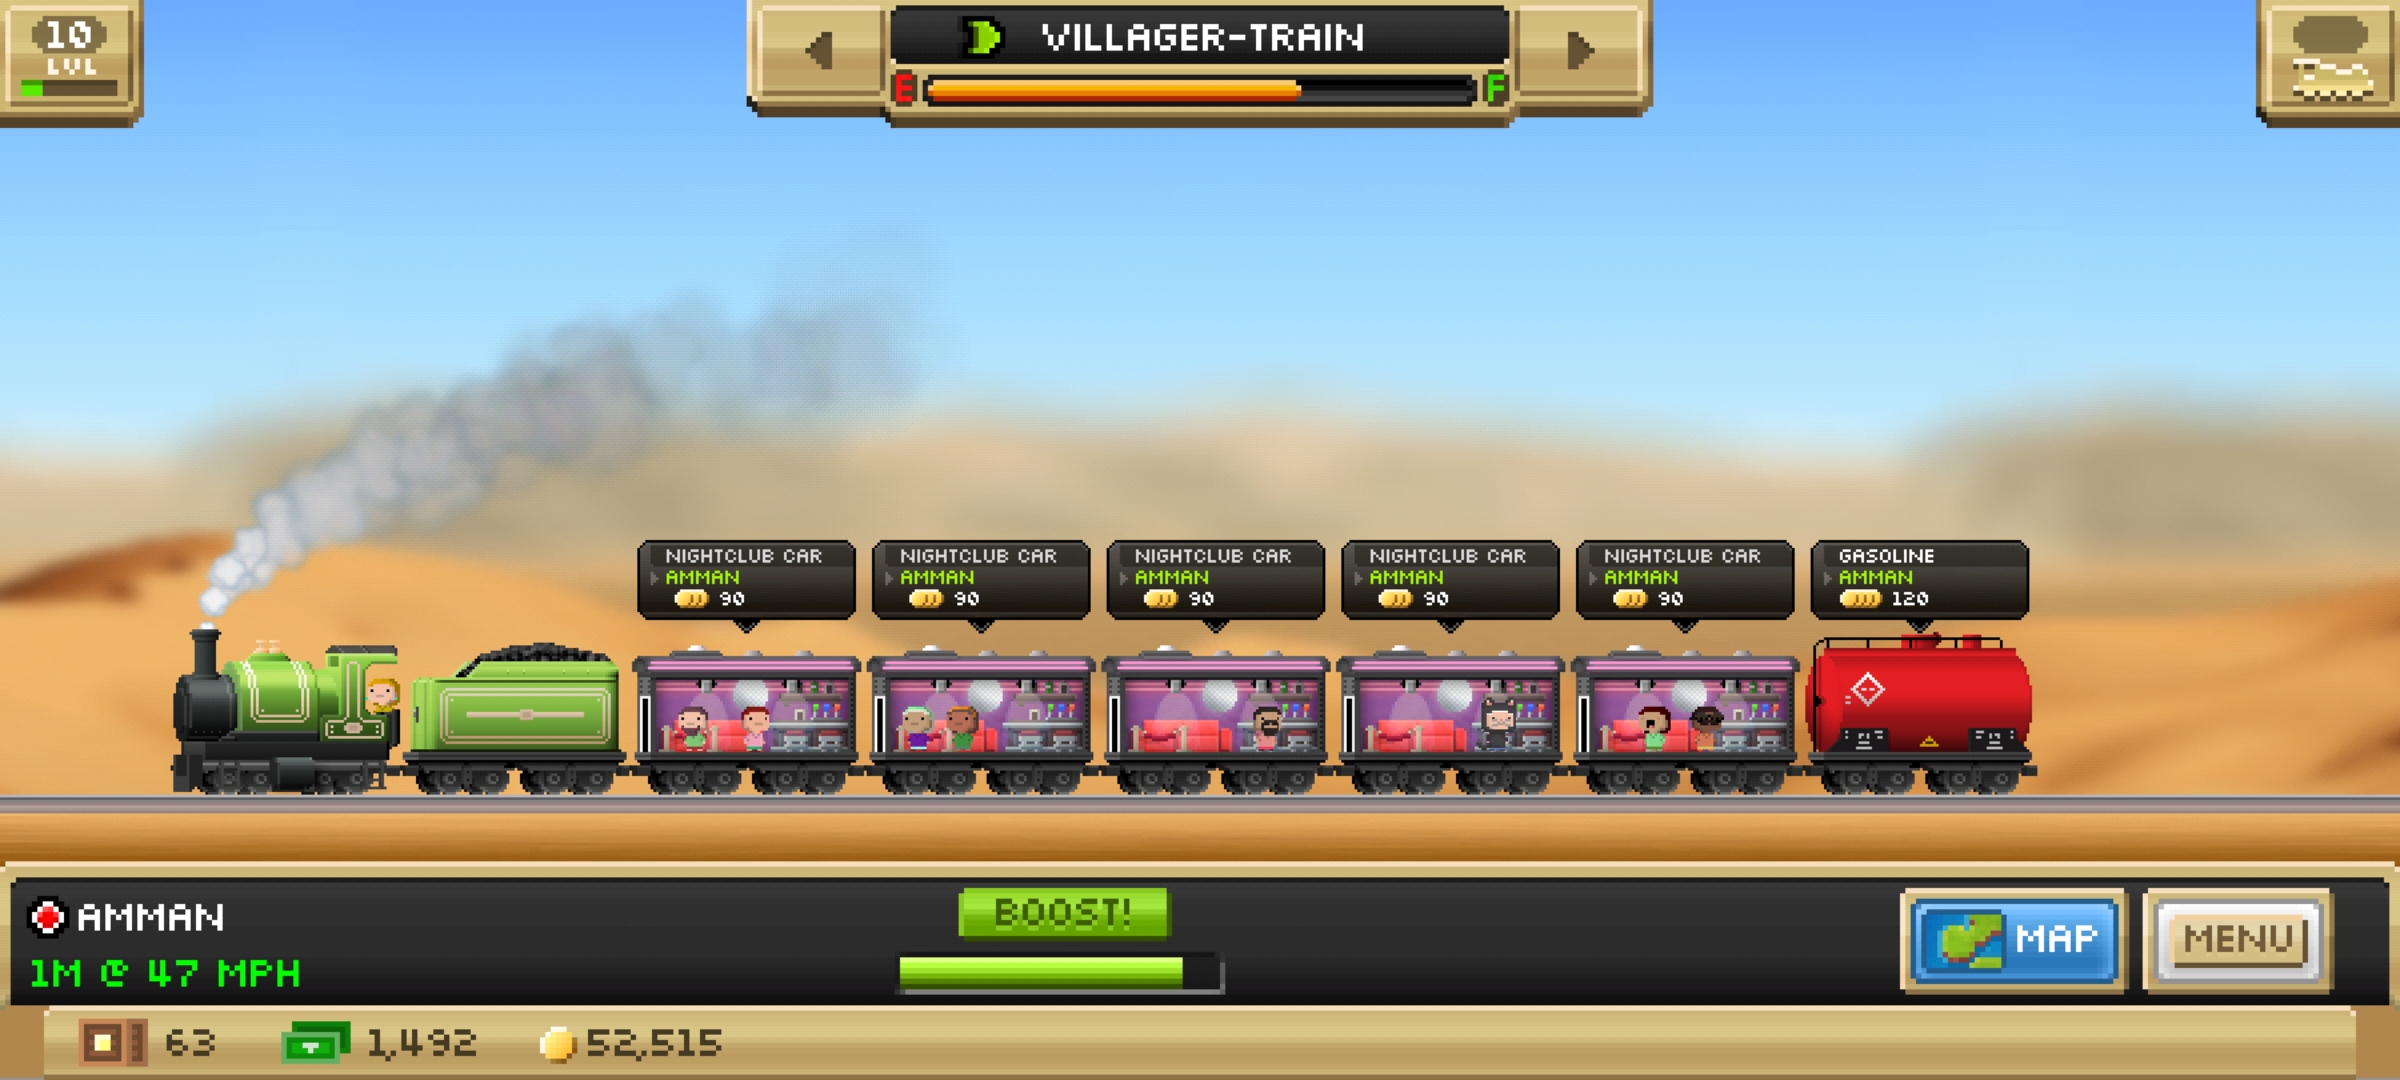 10
LVL
VILLAGER-TRAIN
E F
NIGHTCLUB CAR
AMMAN
90
NIGHTCLUB CAR
AMMAN
90
NIGHTCLUB CAR
AMMAN
90
NIGHTCLUB CAR
AMMAN
90
NIGHTCLUB CAR
AMMAN
90
GASOLINE
AMMAN
120
AMMAN
1M @ 47 MPH
BOOST!
MAP
MENU
63
1,492
52,515